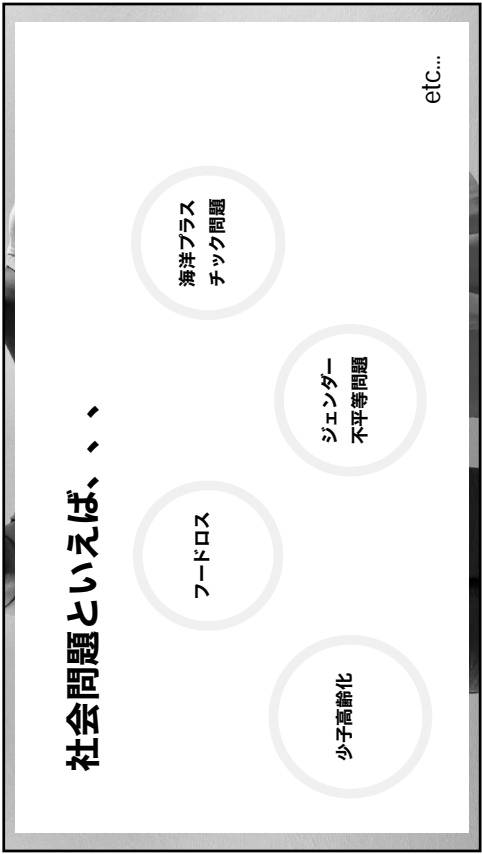 社会問題といえば、、、
少子高齢化
フードロス
ジェンダー
不平等問題
海洋プラス
チック問題
etc...